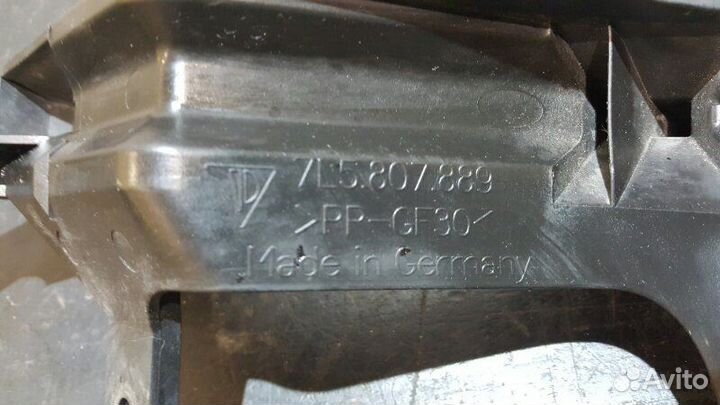 7L5.807.889
>PP-GF30<
Made in Germany
Avito